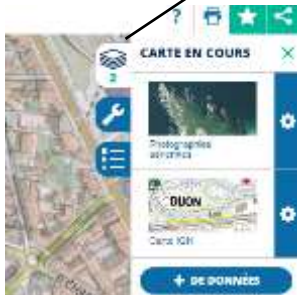 ?
2
CARTE EN COURS
Photographies
aériennes
DIJON
Carte IGN
+ DE DONNÉES